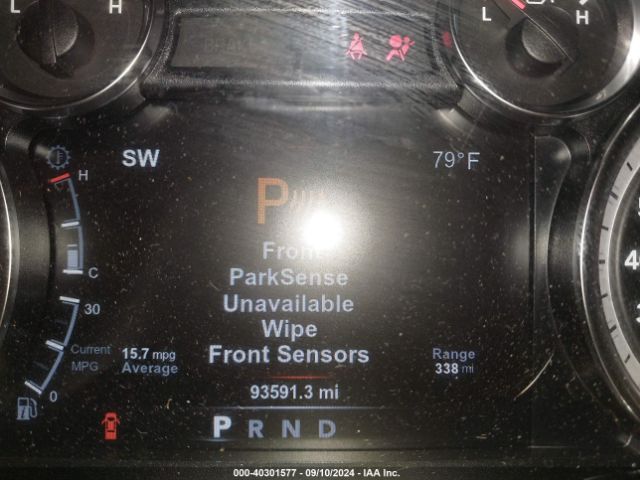 L H
L H
SW 79°F
H
P
Front
ParkSense
Unavailable
Wipe
Front Sensors
C
30
Current
MPG
0
15.7 mpg
Average
Range
338 mi
93591.3 mi
P R N D
40
000-40301577 - 09/10/2024 - IAA Inc.